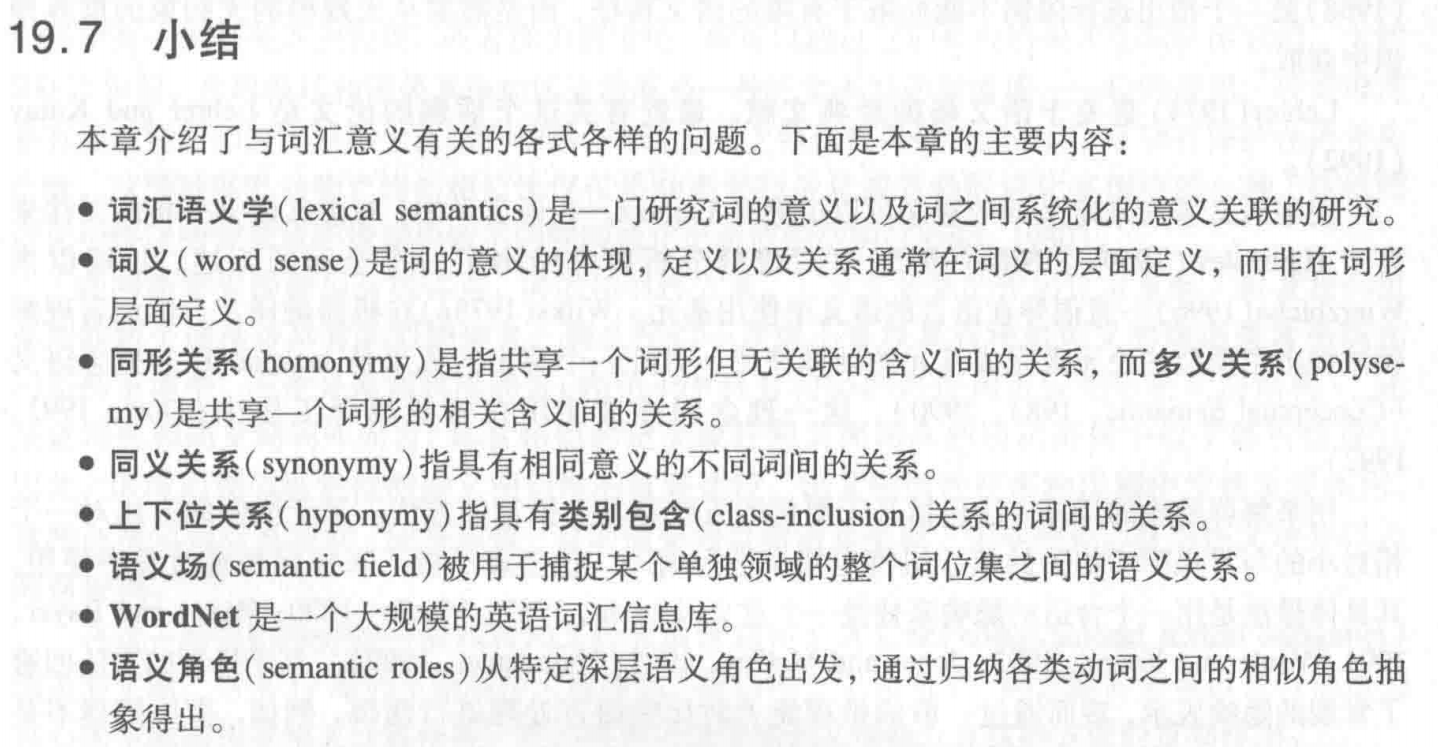 19.7 小结
本章介绍了与词汇意义有关的各式各样的问题。下面是本章的主要内容：
● 词汇语义学(lexical semantics)是一门研究词的意义以及词之间系统化的意义关联的研究。
● 词义(word sense)是词的意义的体现，定义以及关系通常在词义的层面定义，而非在词形
层面定义。
● 同形关系(homonymy)是指共享一个词形但无关联的含义间的关系，而多义关系(polyse-
my)是共享一个词形的相关含义间的关系。
● 同义关系(synonymy)指具有相同意义的不同词间的关系。
● 上下位关系(hyponymy)指具有类别包含(class-inclusion)关系的词间的关系。
● 语义场(semantic field)被用于捕捉某个单独领域的整个词位集之间的语义关系。
● WordNet 是一个大规模的英语词汇信息库。
● 语义角色(semantic roles)从特定深层语义角色出发，通过归纳各类动词之间的相似角色抽
象得出。